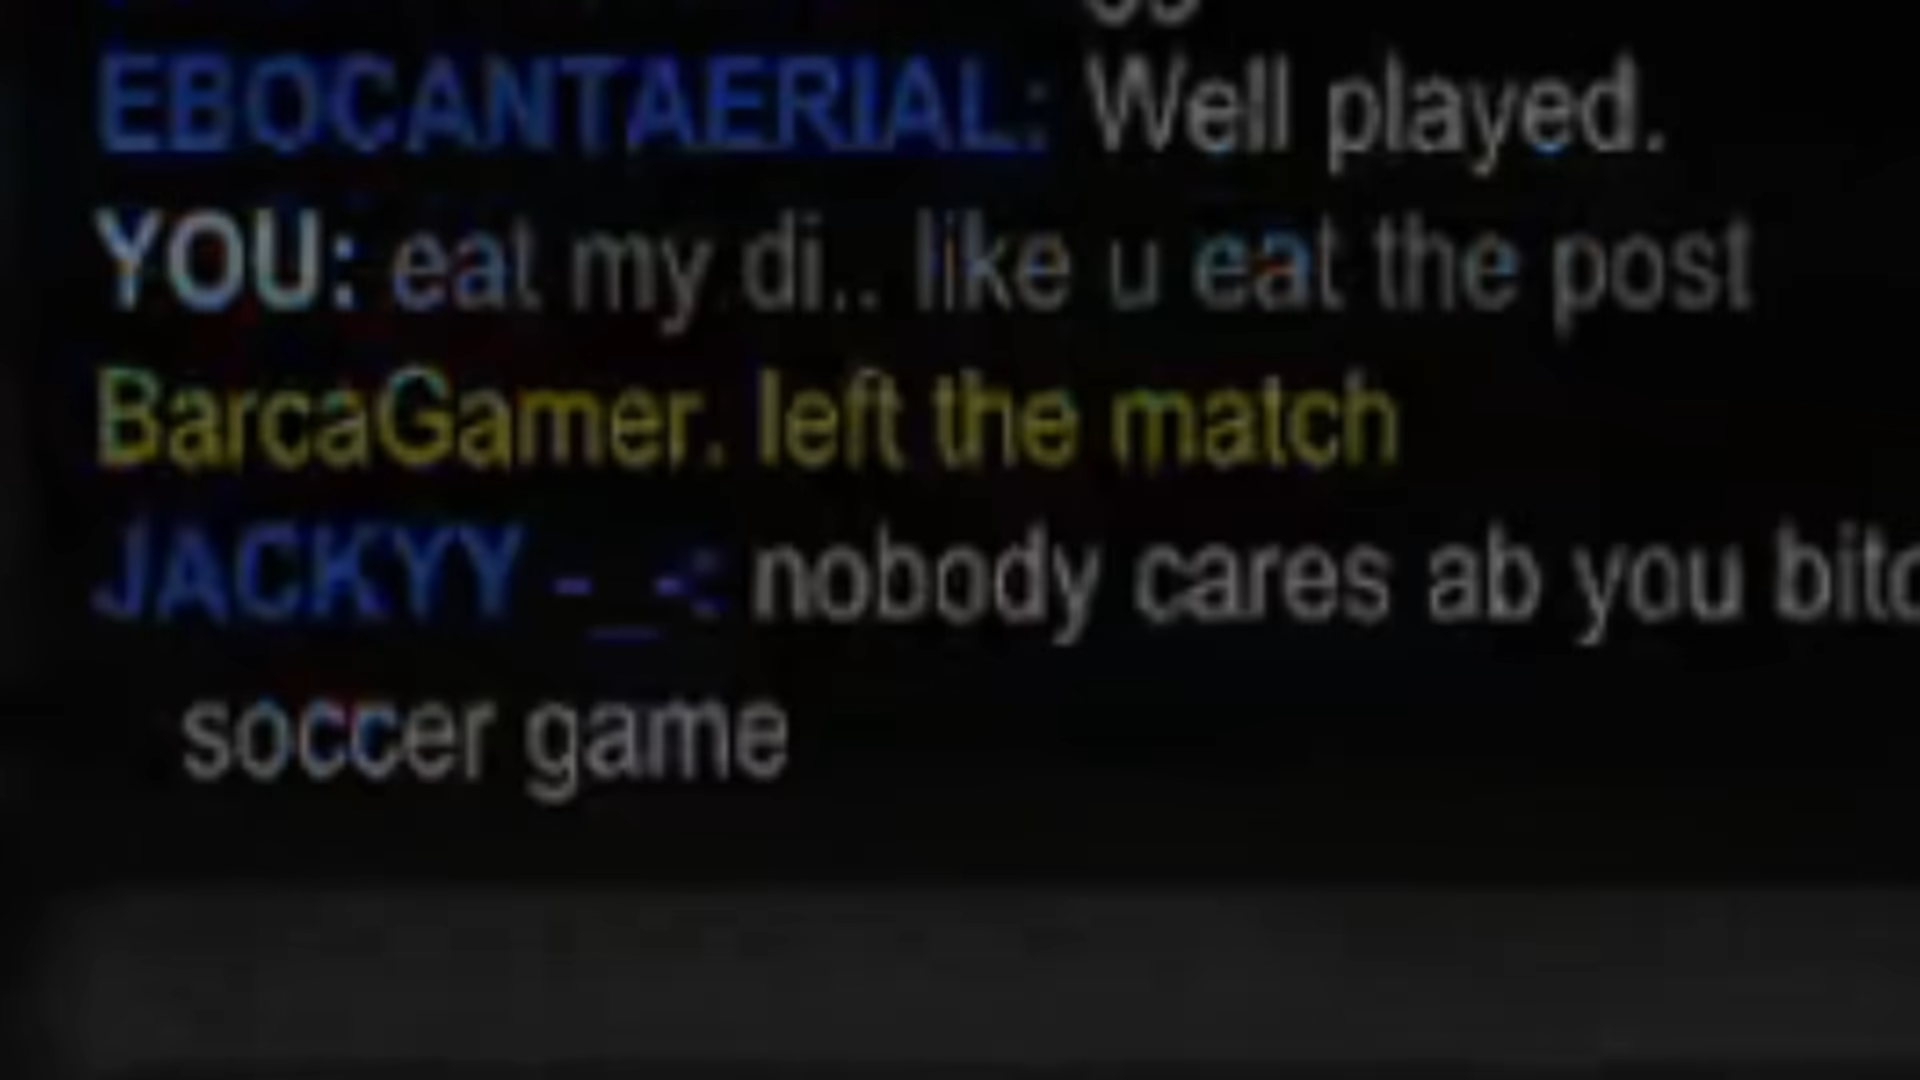 EBOCANTAERIAL: Well played.
YOU: eat my di.. like u eat the post
BarcaGamer. left the match
JACKYY -_-: nobody cares ab you
soccer game